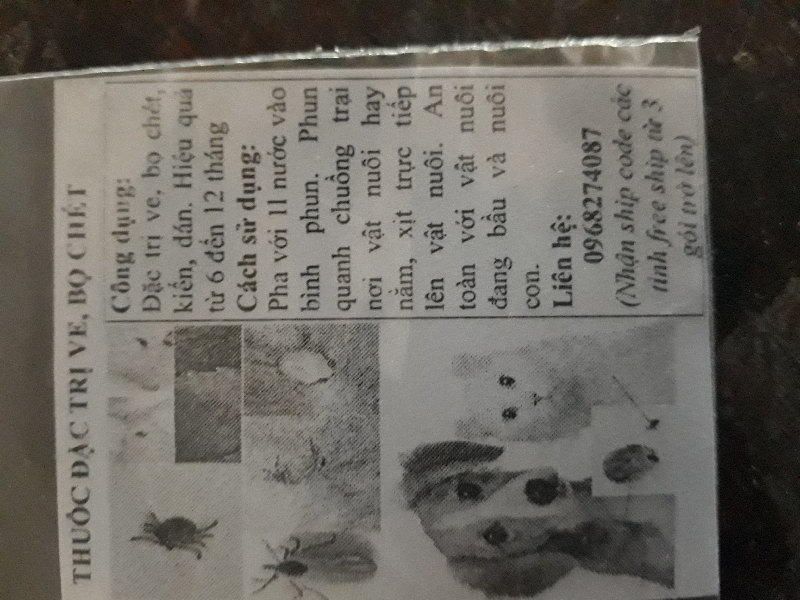 THUỐC ĐẶC TRỊ VE, BỌ CHÉT
Công dụng:
Đặc trị ve, bọ chét,
kiến, dán. Hiệu quả
từ 6 đến 12 tháng
Cách sử dụng:
Pha với 1l nước vào
bình phun. Phun
quanh chuồng trại
nơi vật nuôi hay
nằm, xịt trực tiếp
lên vật nuôi. An
toàn với vật nuôi
đang bầu và nuôi
con.
Liên hệ:
0968274087
(Nhận ship code các
tỉnh free ship từ 3
gói trở lên)